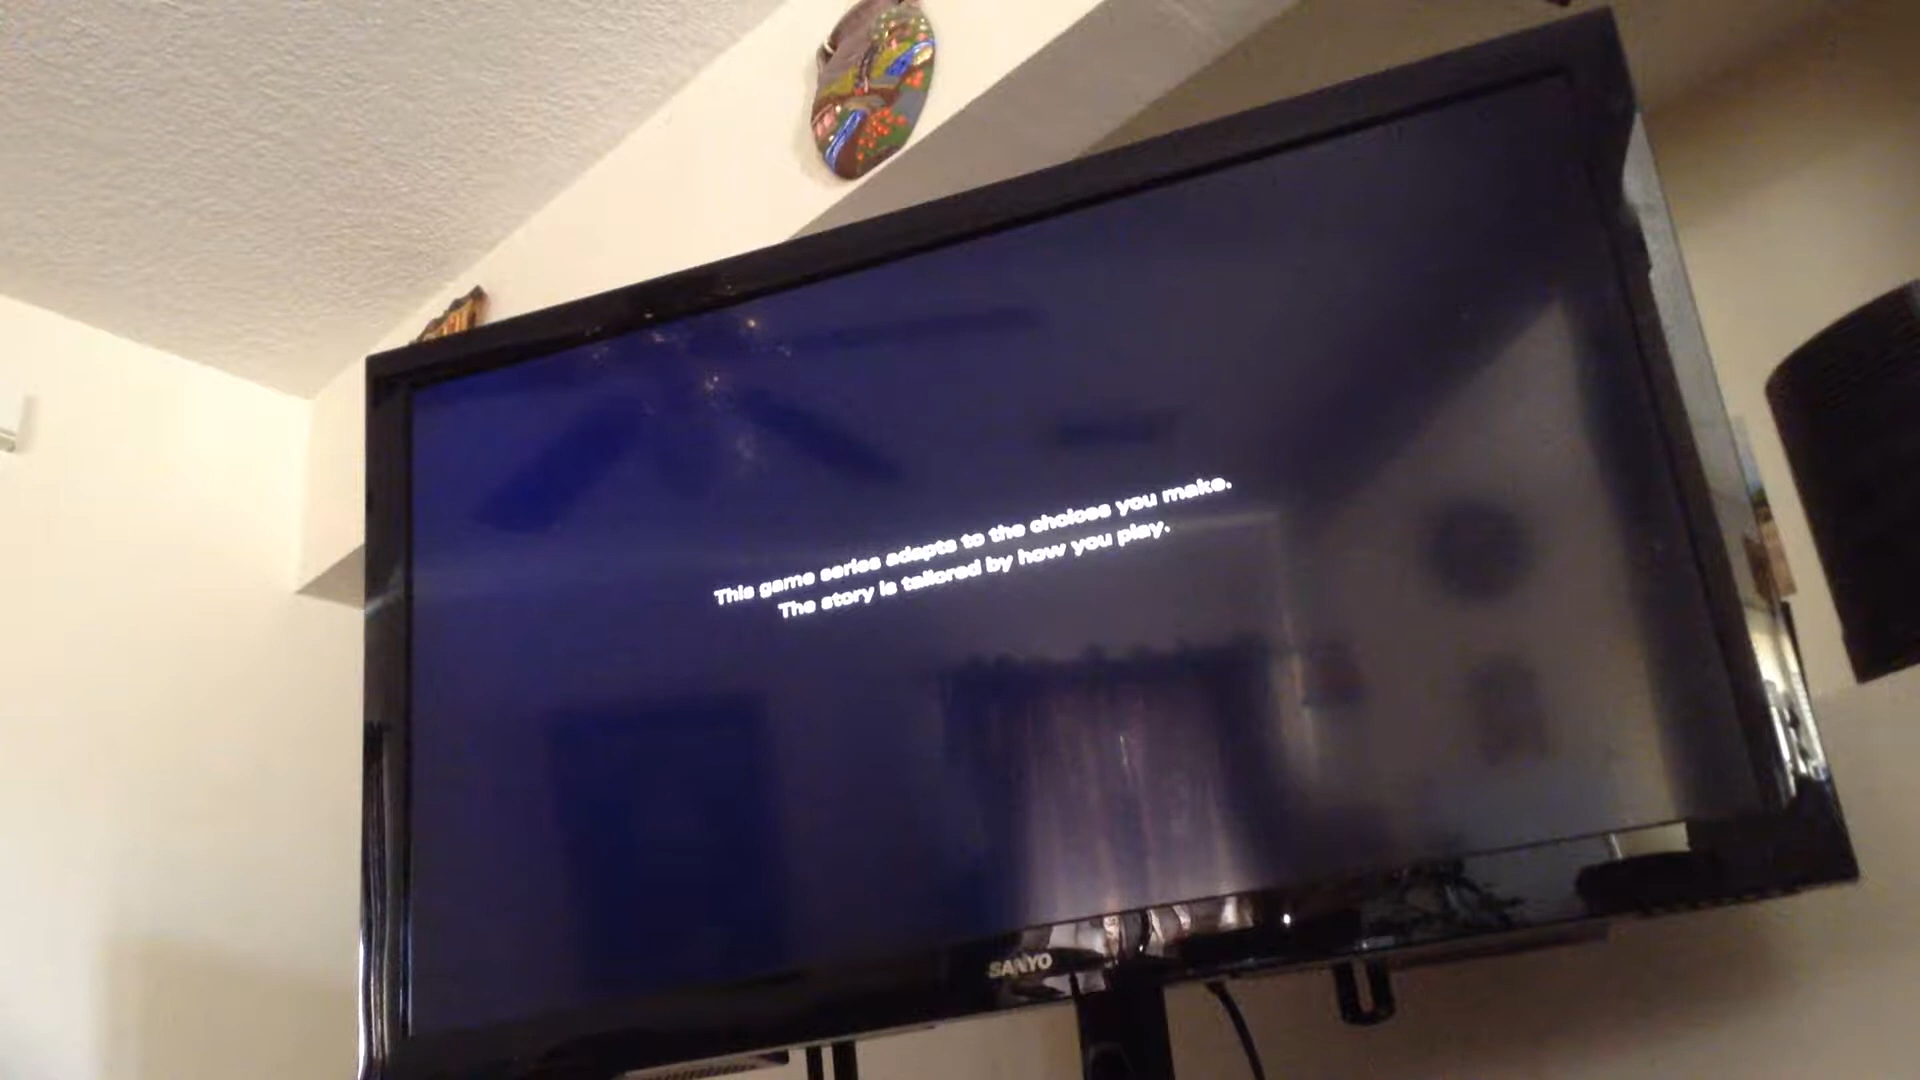 This game series adapts to the choices you make.
The story is tailored by how you play.
SANYO